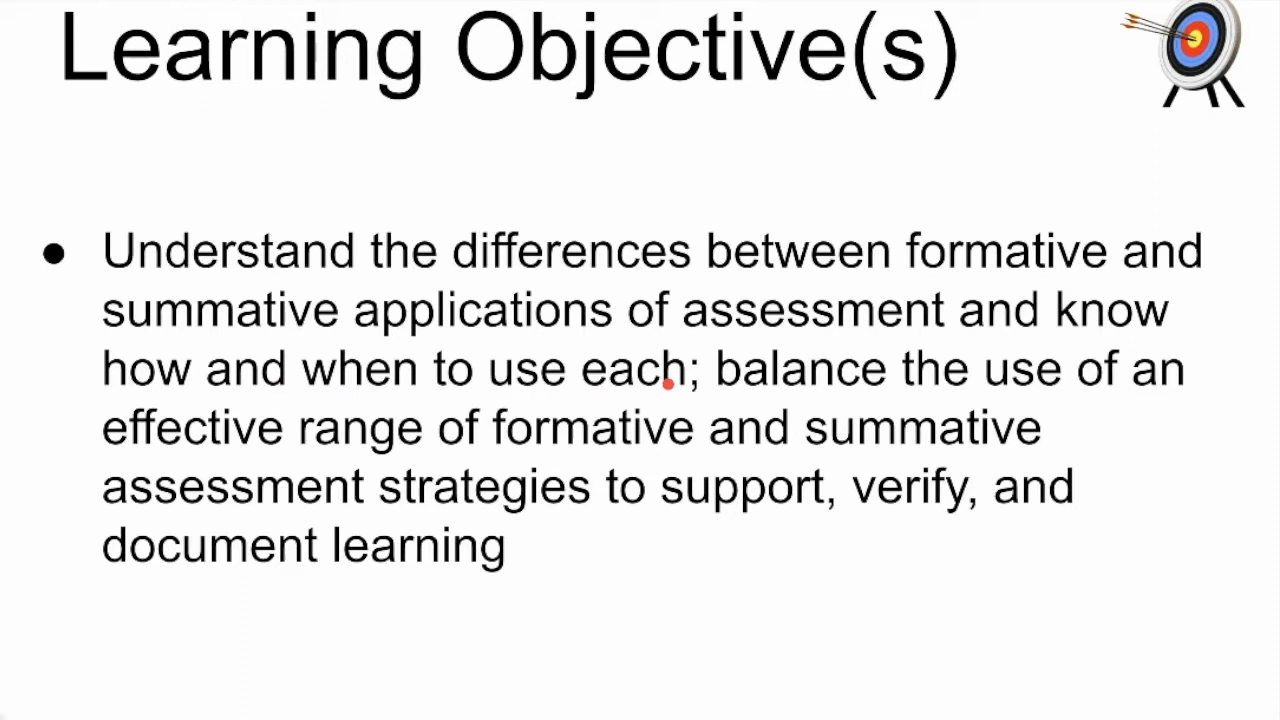 Learning Objective(s)
● Understand the differences between formative and
summative applications of assessment and know
how and when to use each; balance the use of an
effective range of formative and summative
assessment strategies to support, verify, and
document learning